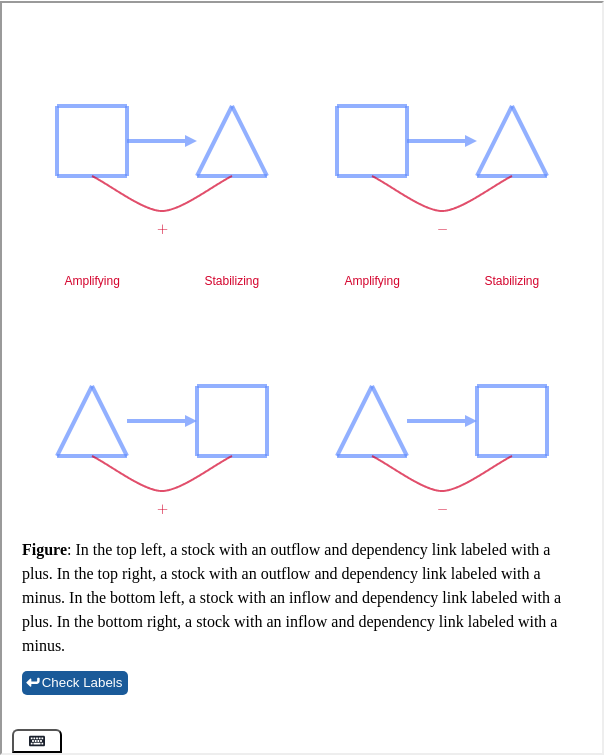 + −
Amplifying Stabilizing Amplifying Stabilizing
+ −
Figure: In the top left, a stock with an outflow and dependency link labeled with a
plus. In the top right, a stock with an outflow and dependency link labeled with a
minus. In the bottom left, a stock with an inflow and dependency link labeled with a
plus. In the bottom right, a stock with an inflow and dependency link labeled with a
minus.
Check Labels